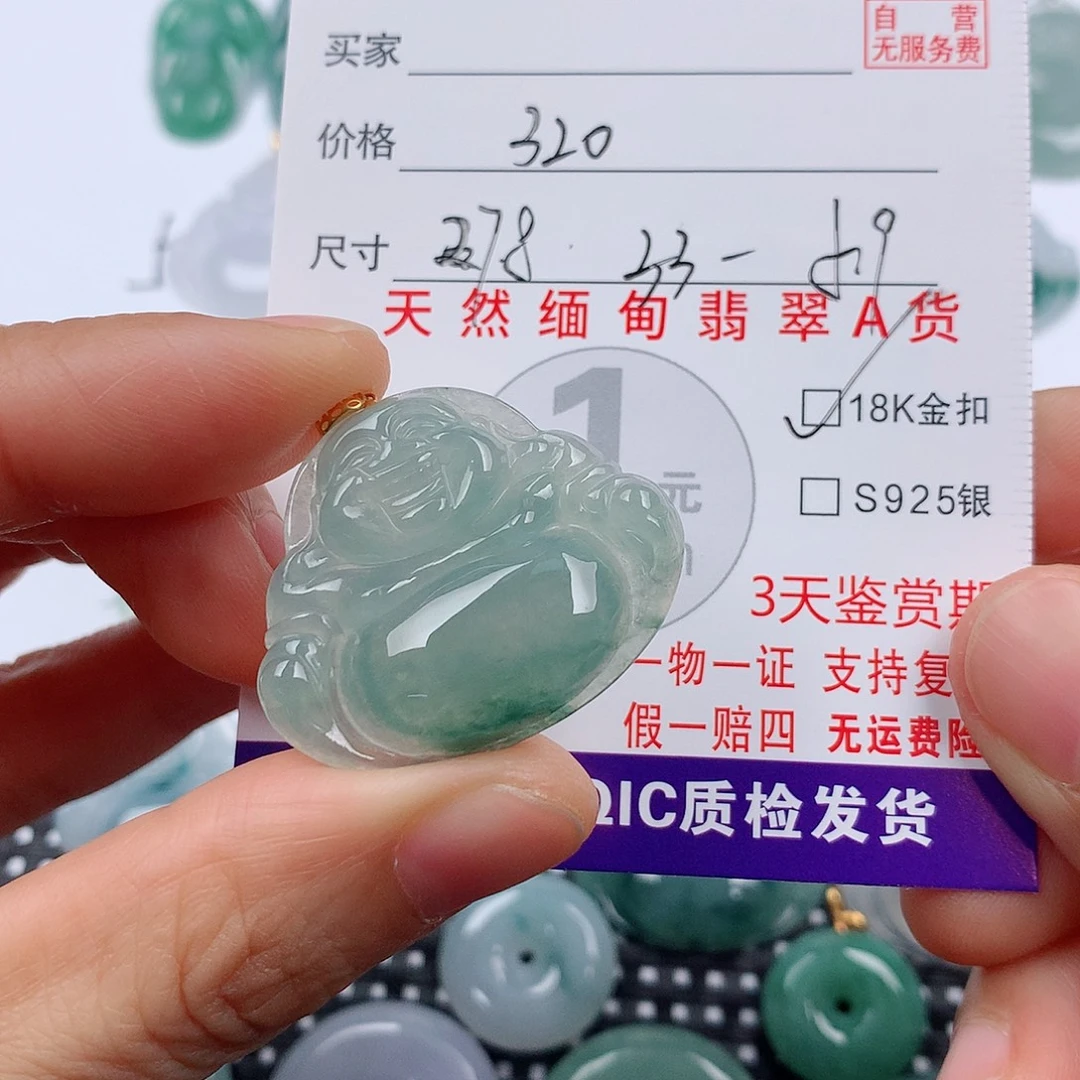 自营
无服务费
买家
价格 320
尺寸
天然缅甸翡翠A货
1
元
18K金扣
S925银
3天鉴赏期
一物一证 支持复
假一赔四 无运费险
QIC质检发货